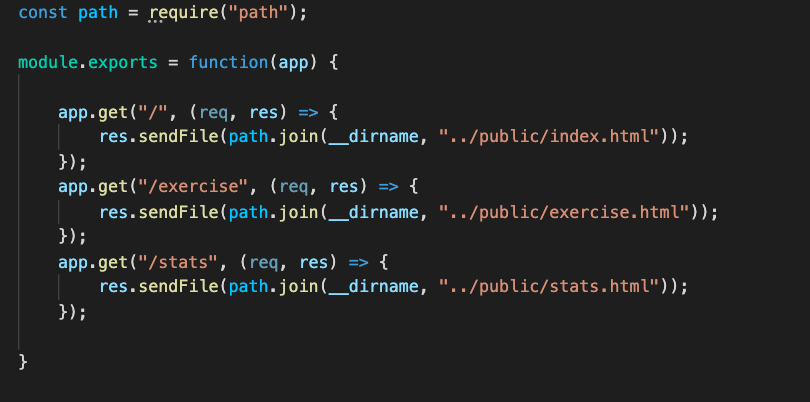 const path = require("path");
module.exports = function(app) {
app.get("/", (req, res) => {
res.sendFile(path.join(__dirname, "../public/index.html"));
});
app.get("/exercise", (req, res) => {
res.sendFile(path.join(__dirname, "../public/exercise.html"));
});
app.get("/stats", (req, res) => {
res.sendFile(path.join(__dirname, "../public/stats.html"));
});
}